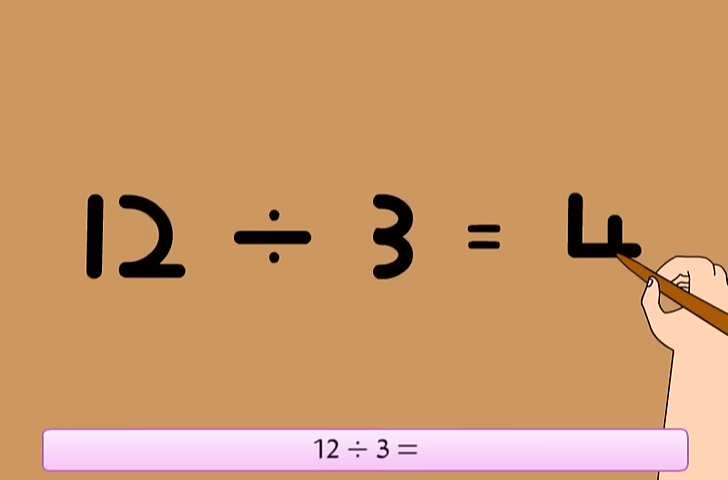 12 ÷ 3 = 4
12 ÷ 3 =